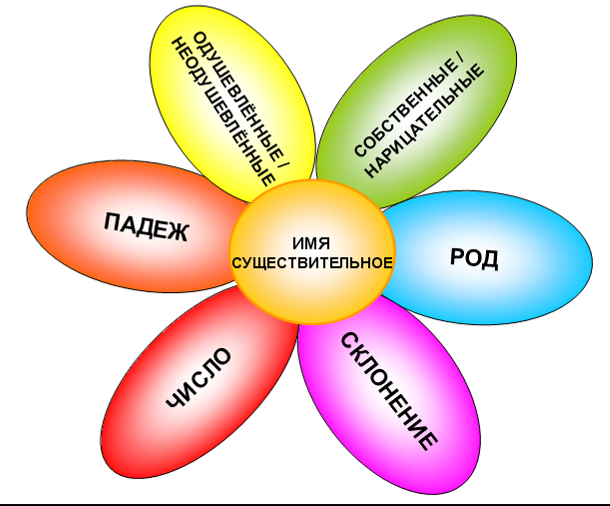 ОДУШЕВЛЁННЫЕ /
НЕОДУШЕВЛЁННЫЕ
СОБСТВЕННЫЕ /
НАРИЦАТЕЛЬНЫЕ
ПАДЕЖ
ИМЯ
СУЩЕСТВИТЕЛЬНОЕ
РОД
ЧИСЛО
СКЛОНЕНИЕ